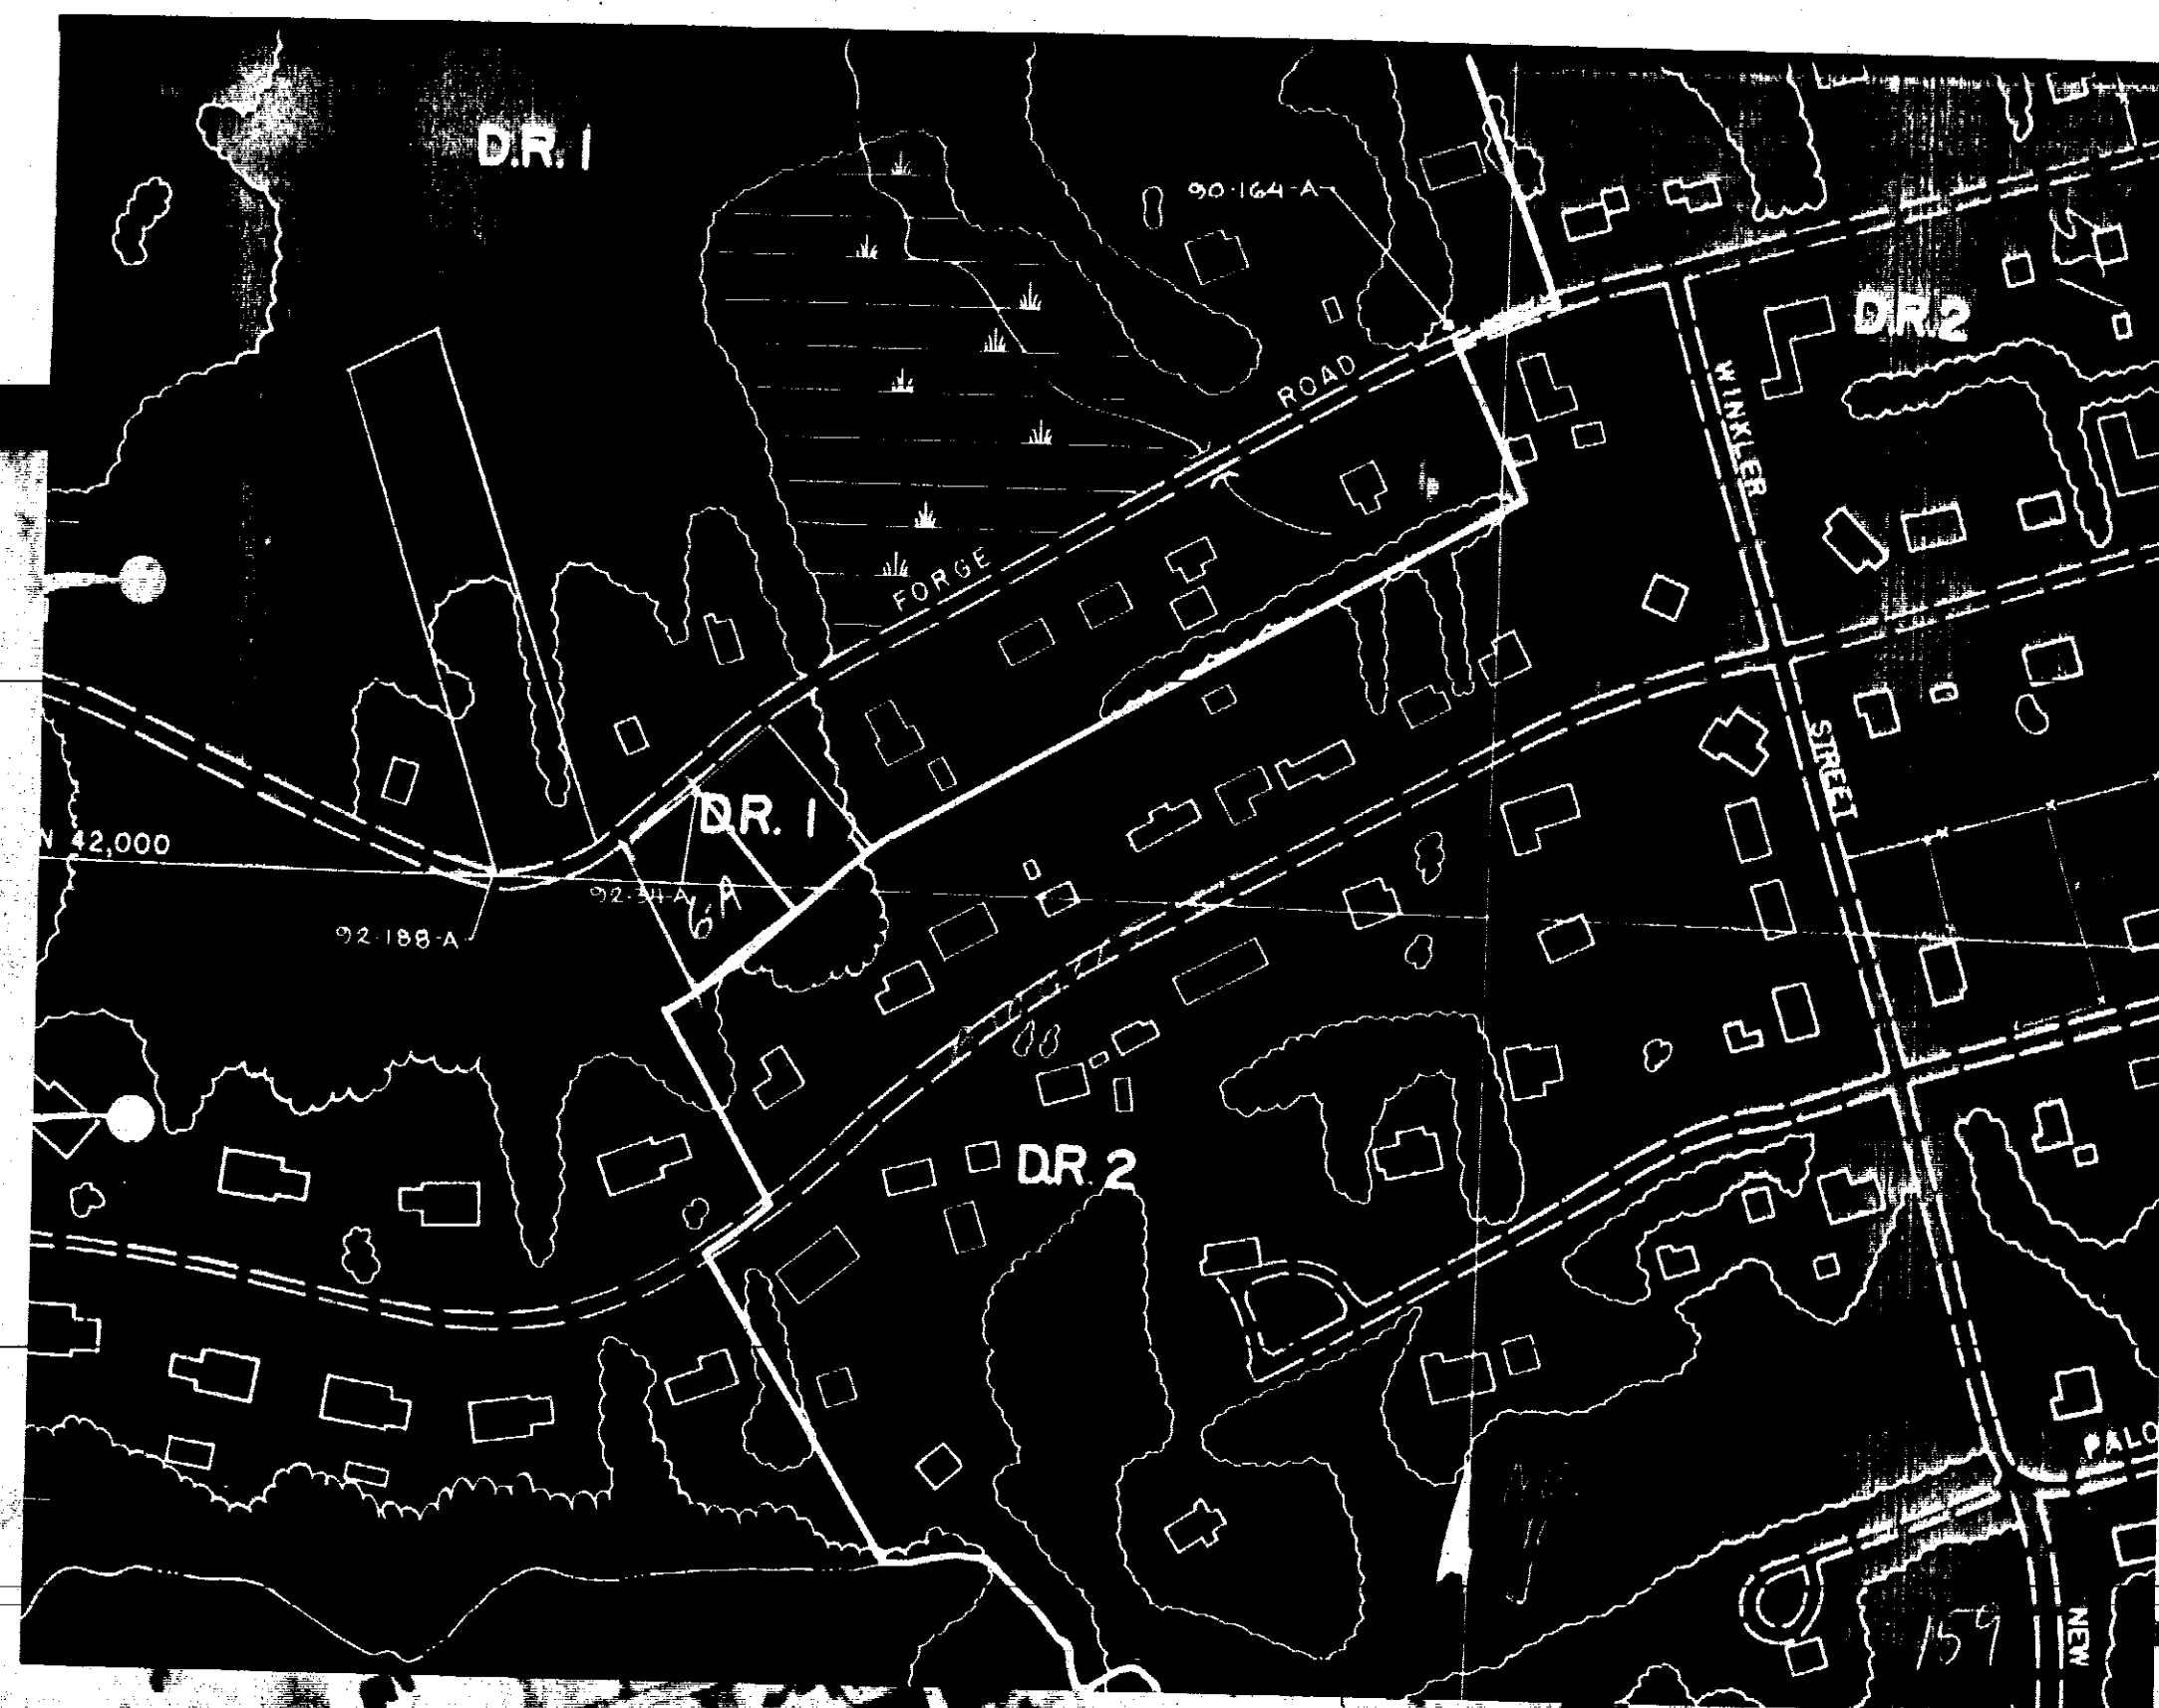 D.R. 1
90-164-A
D.R.2
ROAD
WINKLER
FORGE
STREET
D.R. 1
N 42,000
92-34-A
6 A
92-188-A
D.R. 2
PALO
159
NEW